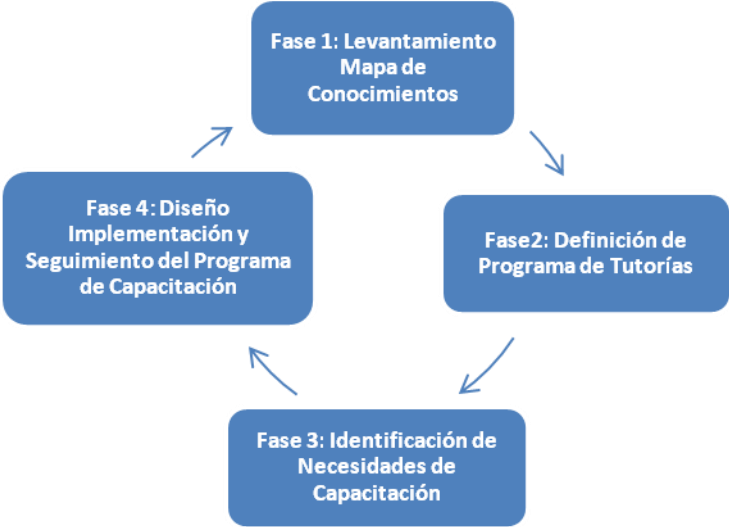 Fase 1: Levantamiento
Mapa de
Conocimientos
Fase2: Definición de
Programa de Tutorías
Fase 3: Identificación de
Necesidades de
Capacitación
Fase 4: Diseño
Implementación y
Seguimiento del Programa
de Capacitación